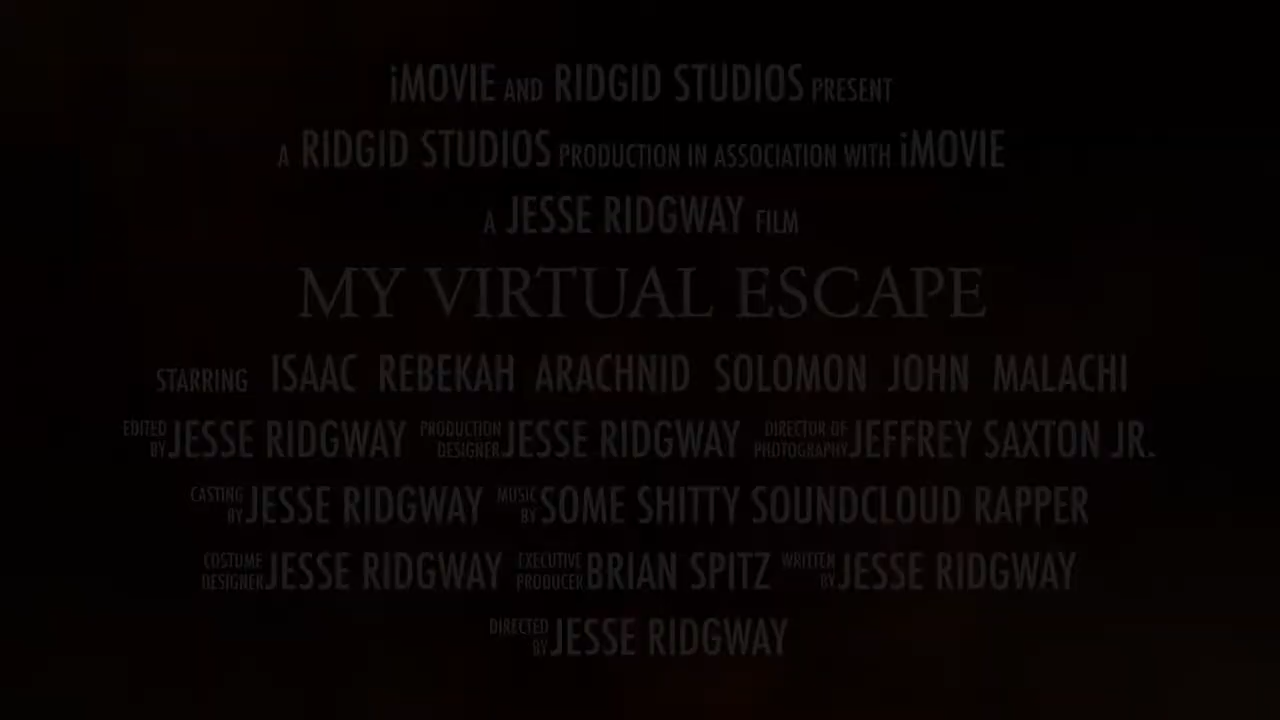 iMOVIE AND RIDGID STUDIOS PRESENT
A RIDGID STUDIOS PRODUCTION IN ASSOCIATION WITH iMOVIE
A JESSE RIDGWAY FILM
MY VIRTUAL ESCAPE
STARRING ISAAC REBEKAH ARACHNID SOLOMON JOHN MALACHI
EDITED BY JESSE RIDGWAY PRODUCTION DESIGNER JESSE RIDGWAY DIRECTOR OF PHOTOGRAPHY JEFFREY SAXTON JR.
CASTING BY JESSE RIDGWAY MUSIC BY SOME SHITTY SOUNDCLOUD RAPPER
COSTUME DESIGNER JESSE RIDGWAY EXECUTIVE PRODUCER BRIAN SPITZ WRITTEN BY JESSE RIDGWAY
DIRECTED BY JESSE RIDGWAY